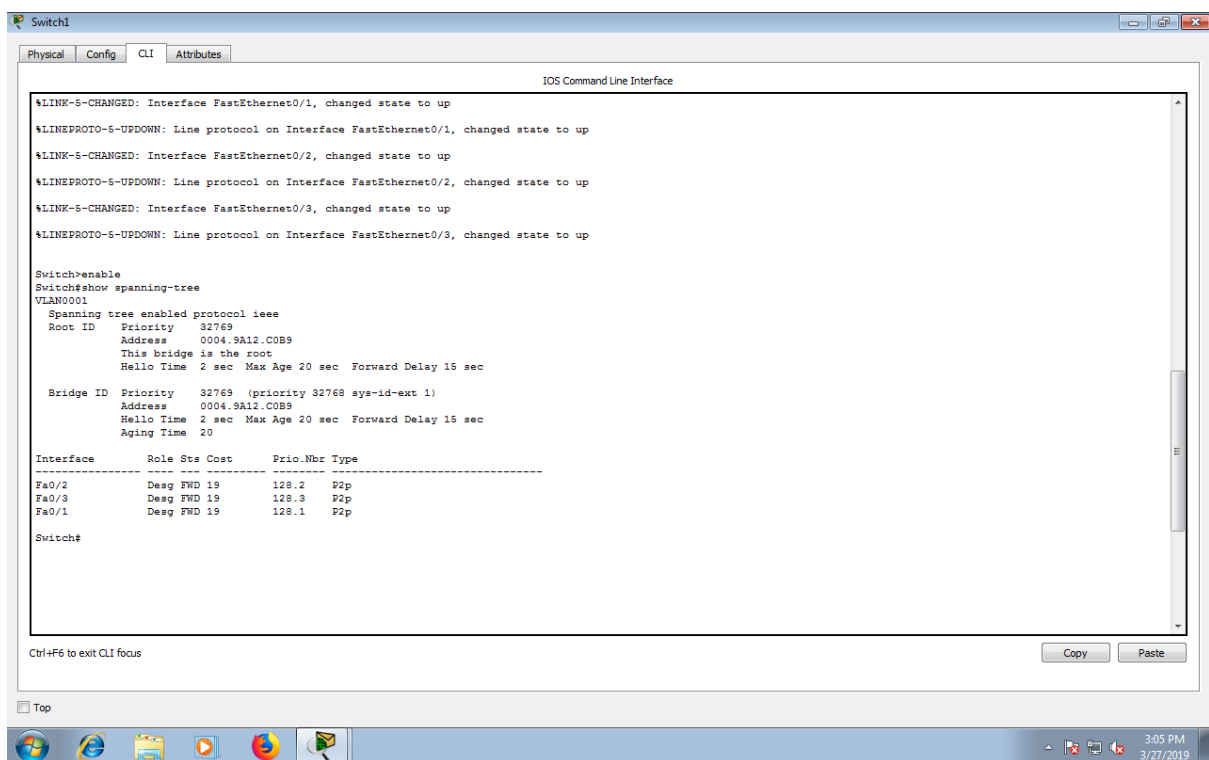 Switch1
Physical Config CLI Attributes
IOS Command Line Interface
%LINK-5-CHANGED: Interface FastEthernet0/1, changed state to up
%LINEPROTO-5-UPDOWN: Line protocol on Interface FastEthernet0/1, changed state to up
%LINK-5-CHANGED: Interface FastEthernet0/2, changed state to up
%LINEPROTO-5-UPDOWN: Line protocol on Interface FastEthernet0/2, changed state to up
%LINK-5-CHANGED: Interface FastEthernet0/3, changed state to up
%LINEPROTO-5-UPDOWN: Line protocol on Interface FastEthernet0/3, changed state to up
Switch>enable
Switch#show spanning-tree
VLAN0001
  Spanning tree enabled protocol ieee
  Root ID    Priority    32769
             Address     0004.9A12.C0B9
             This bridge is the root
             Hello Time  2 sec  Max Age 20 sec  Forward Delay 15 sec
  Bridge ID  Priority    32769  (priority 32768 sys-id-ext 1)
             Address     0004.9A12.C0B9
             Hello Time  2 sec  Max Age 20 sec  Forward Delay 15 sec
             Aging Time  20
Interface        Role Sts Cost      Prio.Nbr Type
---------------- ---- --- --------- -------- --------------------------------
Fa0/2            Desg FWD 19        128.2    P2p
Fa0/3            Desg FWD 19        128.3    P2p
Fa0/1            Desg FWD 19        128.1    P2p
Switch#
Ctrl+F6 to exit CLI focus
Copy Paste
Top
3:05 PM
3/27/2019